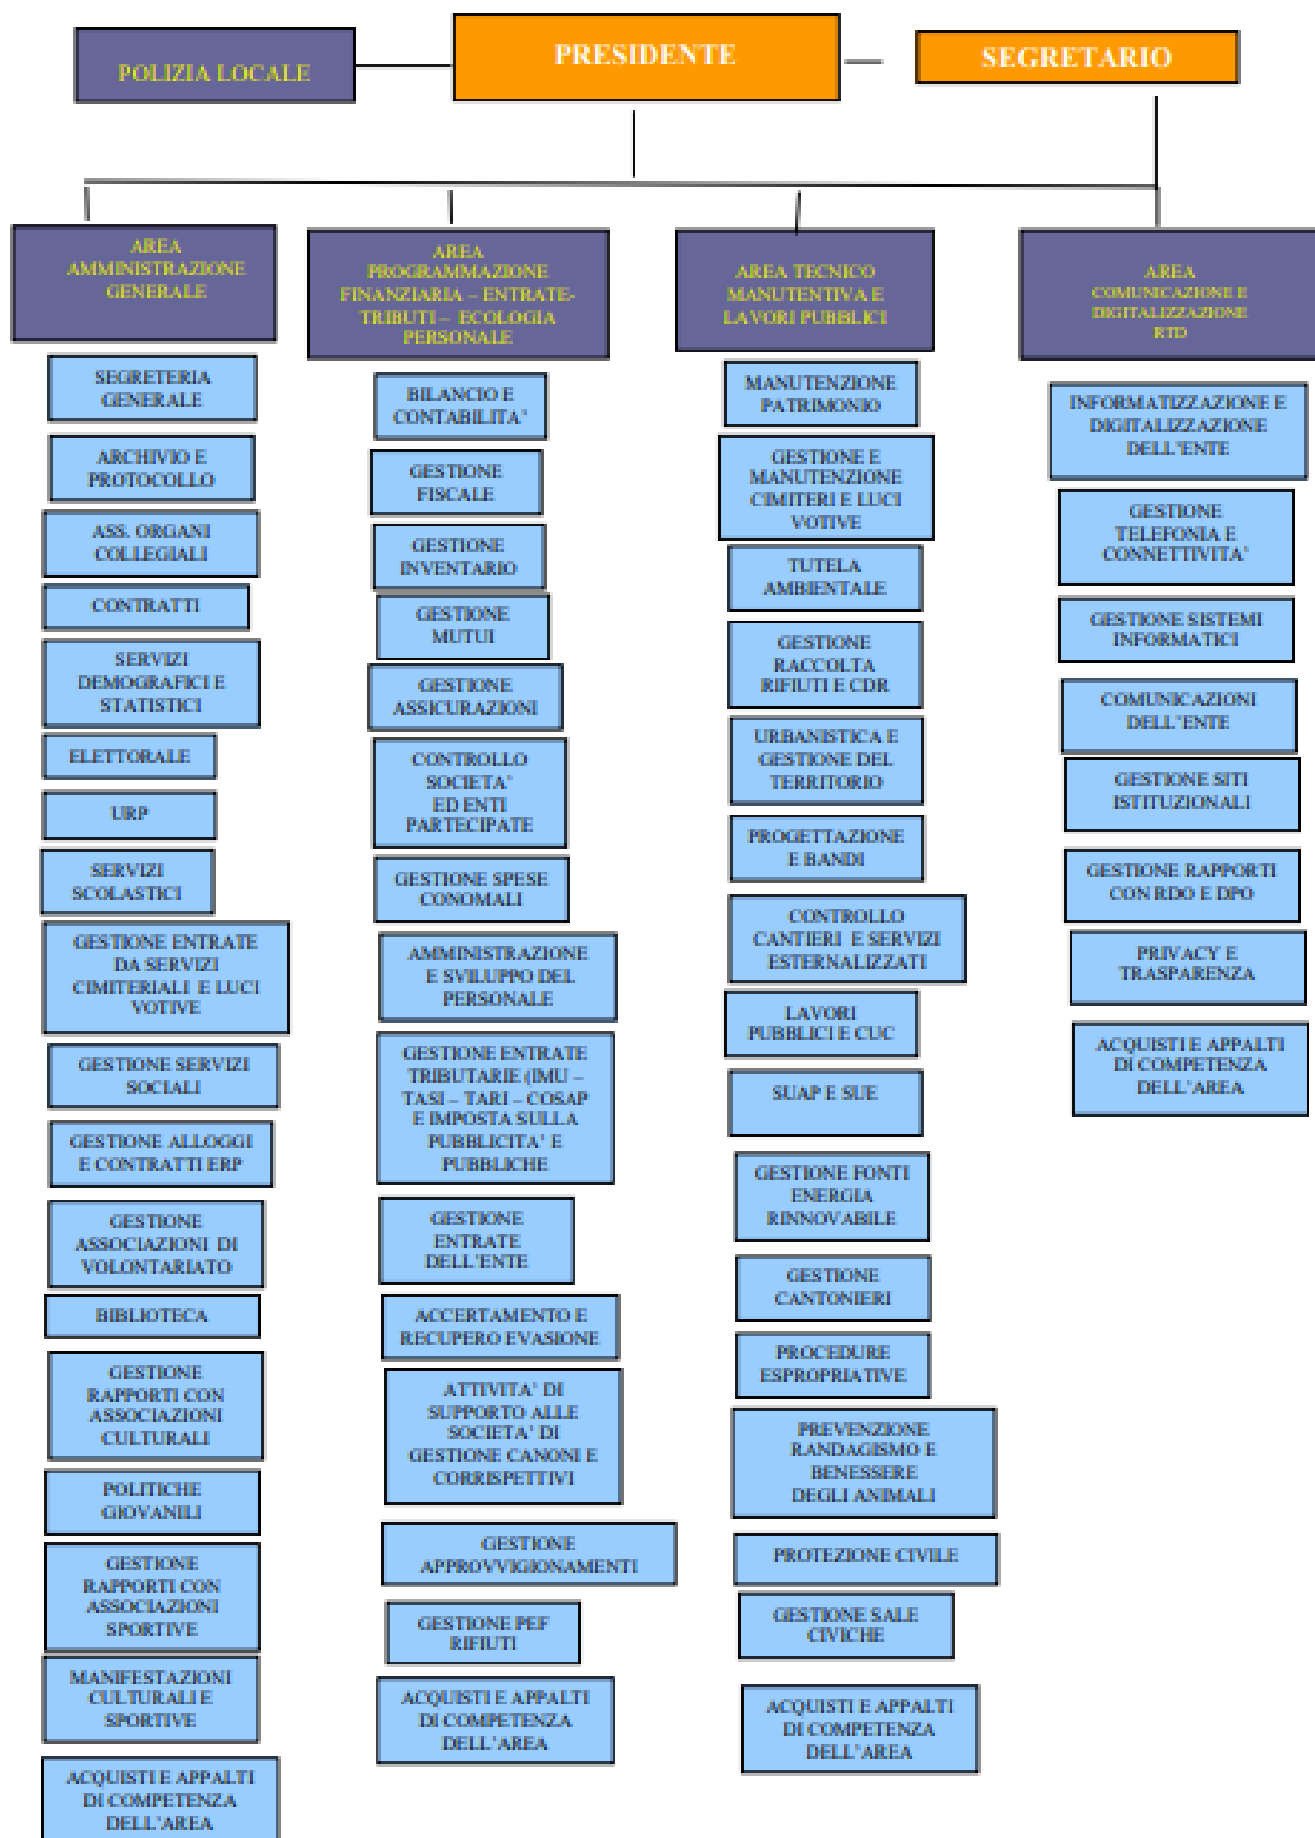 POLIZIA LOCALE
PRESIDENTE
SEGRETARIO
AREA
AMMINISTRAZIONE
GENERALE
SEGRETERIA
GENERALE
ARCHIVIO E
PROTOCOLLO
ASS. ORGANI
COLLEGIALI
CONTRATTI
SERVIZI
DEMOGRAFICI E
STATISTICI
ELETTORALE
URP
SERVIZI
SCOLASTICI
GESTIONE ENTRATE
DA SERVIZI
CIMITERIALI E LUCI
VOTIVE
GESTIONE SERVIZI
SOCIALI
GESTIONE ALLOGGI
E CONTRATTI ERP
GESTIONE
ASSOCIAZIONI DI
VOLONTARIATO
BIBLIOTECA
GESTIONE
RAPPORTI CON
ASSOCIAZIONI
CULTURALI
POLITICHE
GIOVANILI
GESTIONE
RAPPORTI CON
ASSOCIAZIONI
SPORTIVE
MANIFESTAZIONI
CULTURALI E
SPORTIVE
ACQUISTI E APPALTI
DI COMPETENZA
DELL'AREA
AREA
PROGRAMMAZIONE
FINANZIARIA – ENTRATE-
TRIBUTI – ECOLOGIA
PERSONALE
BILANCIO E
CONTABILITA'
GESTIONE
FISCALE
GESTIONE
INVENTARIO
GESTIONE
MUTUI
GESTIONE
ASSICURAZIONI
CONTROLLO
SOCIETA'
ED ENTI
PARTECIPATE
GESTIONE SPESE
CONOMALI
AMMINISTRAZIONE
E SVILUPPO DEL
PERSONALE
GESTIONE ENTRATE
TRIBUTARIE (IMU –
TASI – TARI – COSAP
E IMPOSTA SULLA
PUBBLICITA' E
PUBBLICHE
GESTIONE
ENTRATE
DELL'ENTE
ACCERTAMENTO E
RECUPERO EVASIONE
ATTIVITA' DI
SUPPORTO ALLE
SOCIETA' DI
GESTIONE CANONI E
CORRISPETTIVI
GESTIONE
APPROVVIGIONAMENTI
GESTIONE PEF
RIFIUTI
ACQUISTI E APPALTI
DI COMPETENZA
DELL'AREA
AREA TECNICO
MANUTENTIVA E
LAVORI PUBBLICI
MANUTENZIONE
PATRIMONIO
GESTIONE E
MANUTENZIONE
CIMITERI E LUCI
VOTIVE
TUTELA
AMBIENTALE
GESTIONE
RACCOLTA
RIFIUTI E CDR
URBANISTICA E
GESTIONE DEL
TERRITORIO
PROGETTAZIONE
E BANDI
CONTROLLO
CANTIERI E SERVIZI
ESTERNALIZZATI
LAVORI
PUBBLICI E CUC
SUAP E SUE
GESTIONE FONTI
ENERGIA
RINNOVABILE
GESTIONE
CANTONIERI
PROCEDURE
ESPROPRIATIVE
PREVENZIONE
RANDAGISMO E
BENESSERE
DEGLI ANIMALI
PROTEZIONE CIVILE
GESTIONE SALE
CIVICHE
ACQUISTI E APPALTI
DI COMPETENZA
DELL'AREA
AREA
COMUNICAZIONE E
DIGITALIZZAZIONE
RTD
INFORMATIZZAZIONE E
DIGITALIZZAZIONE
DELL'ENTE
GESTIONE
TELEFONIA E
CONNETTIVITA'
GESTIONE SISTEMI
INFORMATICI
COMUNICAZIONI
DELL'ENTE
GESTIONE SITI
ISTITUZIONALI
GESTIONE RAPPORTI
CON RDO E DPO
PRIVACY E
TRASPARENZA
ACQUISTI E APPALTI
DI COMPETENZA
DELL'AREA